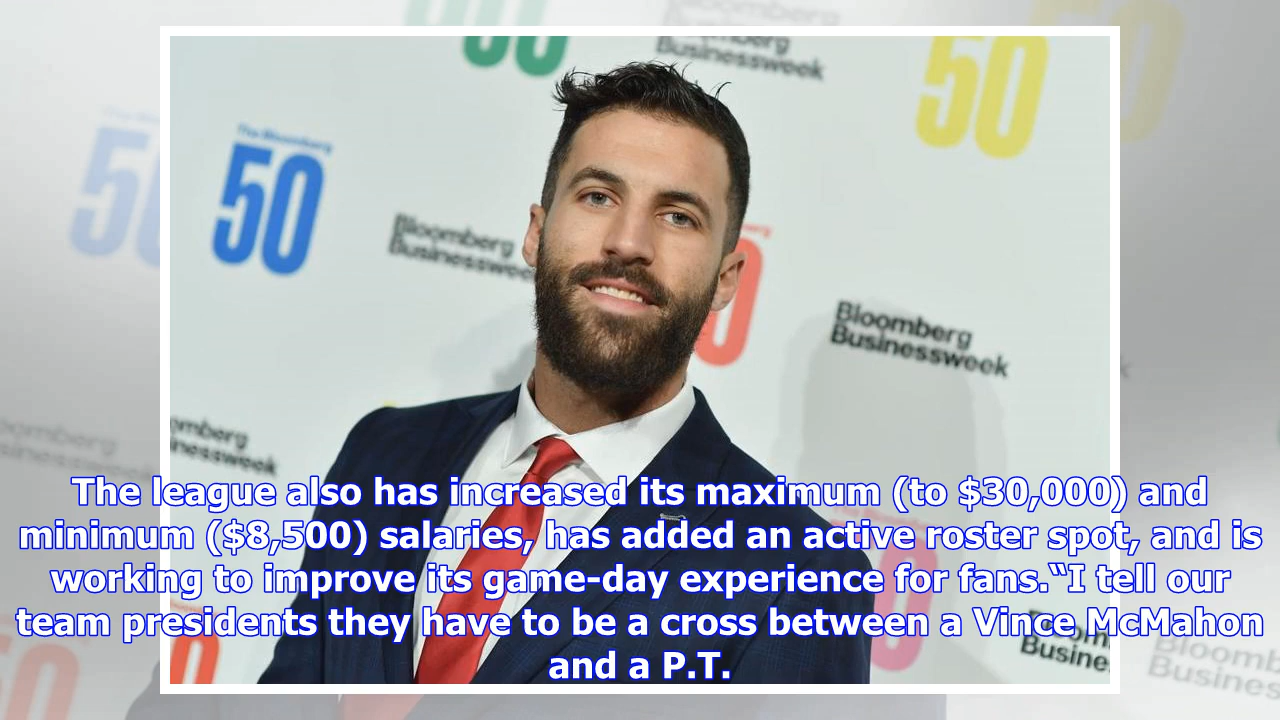 50
Bloomberg
Businessweek
50
The Bloomberg
50
Bloomberg
Businessweek
Bloomberg
Businessweek
The league also has increased its maximum (to $30,000) and
minimum ($8,500) salaries, has added an active roster spot, and is
working to improve its game-day experience for fans.“I tell our
team presidents they have to be a cross between a Vince McMahon
and a P.T.